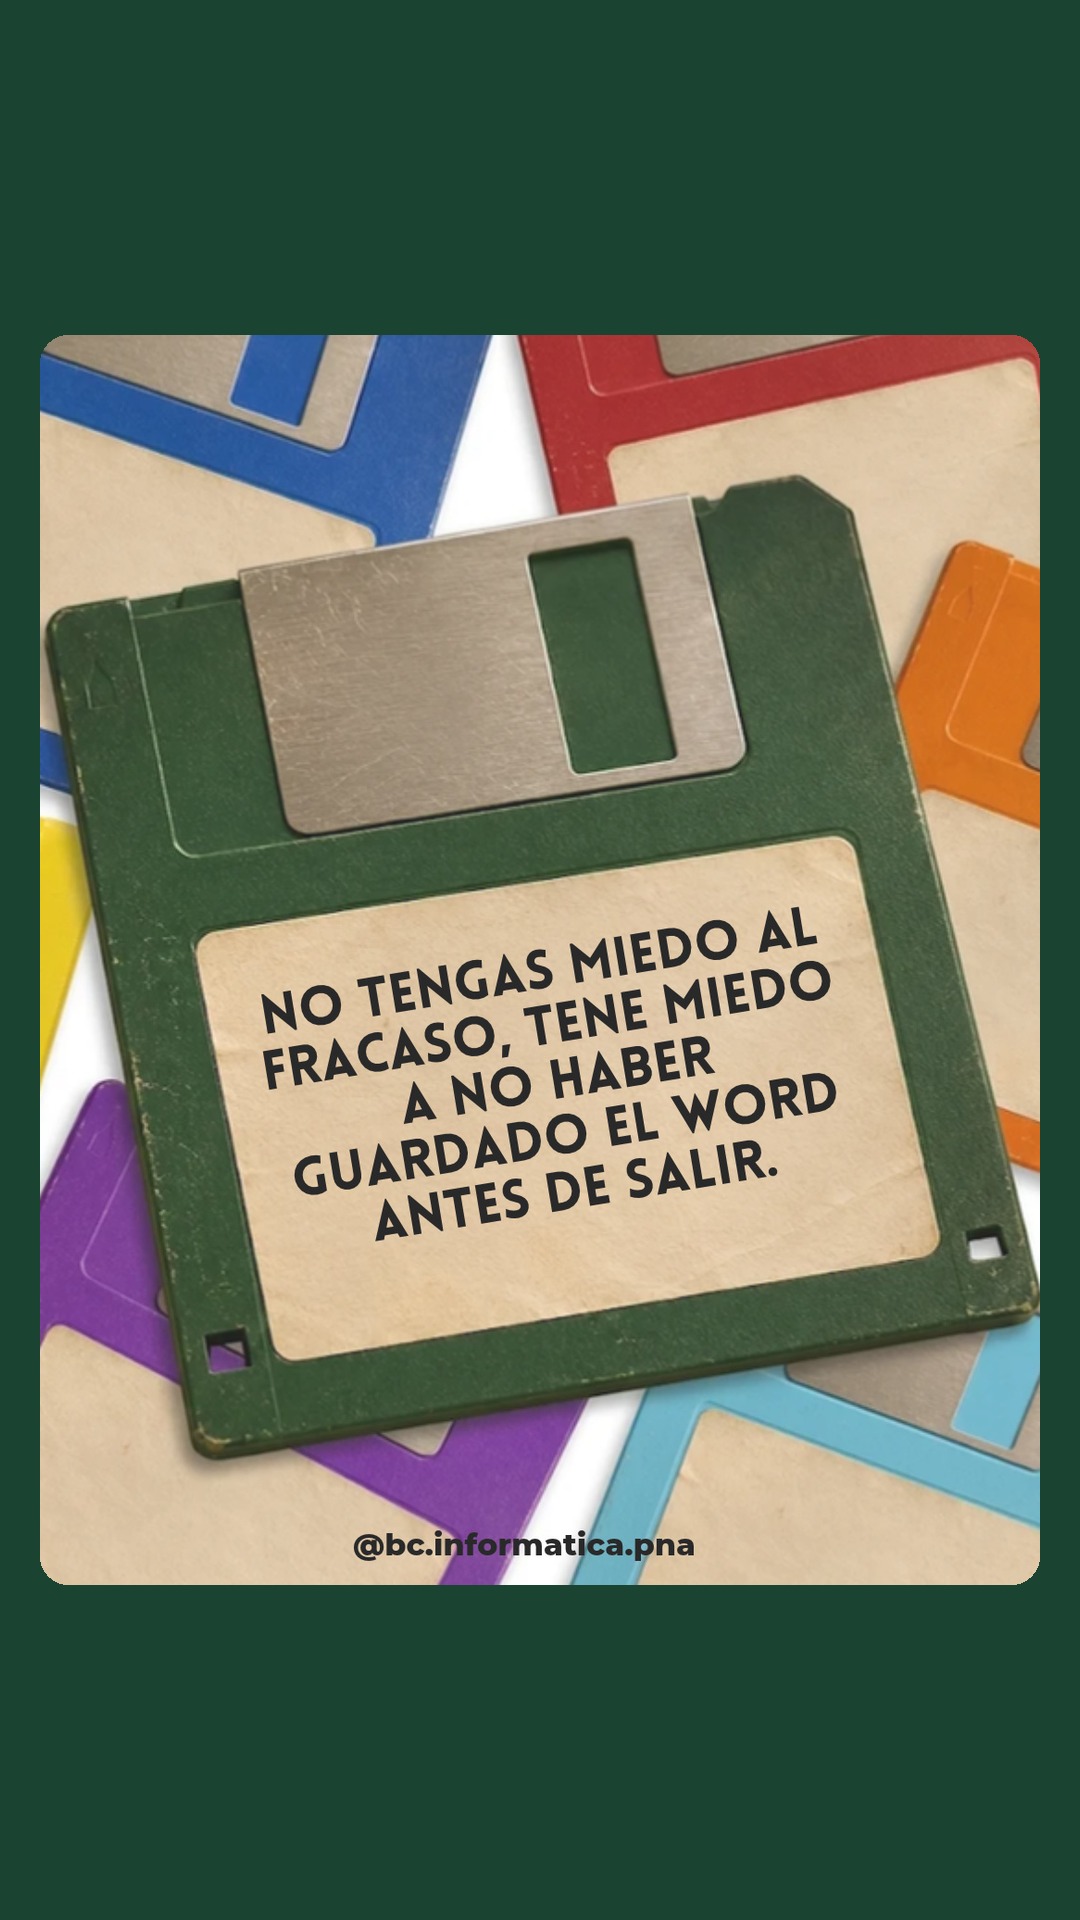 NO TENGAS MIEDO AL
FRACASO, TENE MIEDO
A NO HABER
GUARDADO EL WORD
ANTES DE SALIR.
@bc.informatica.pna